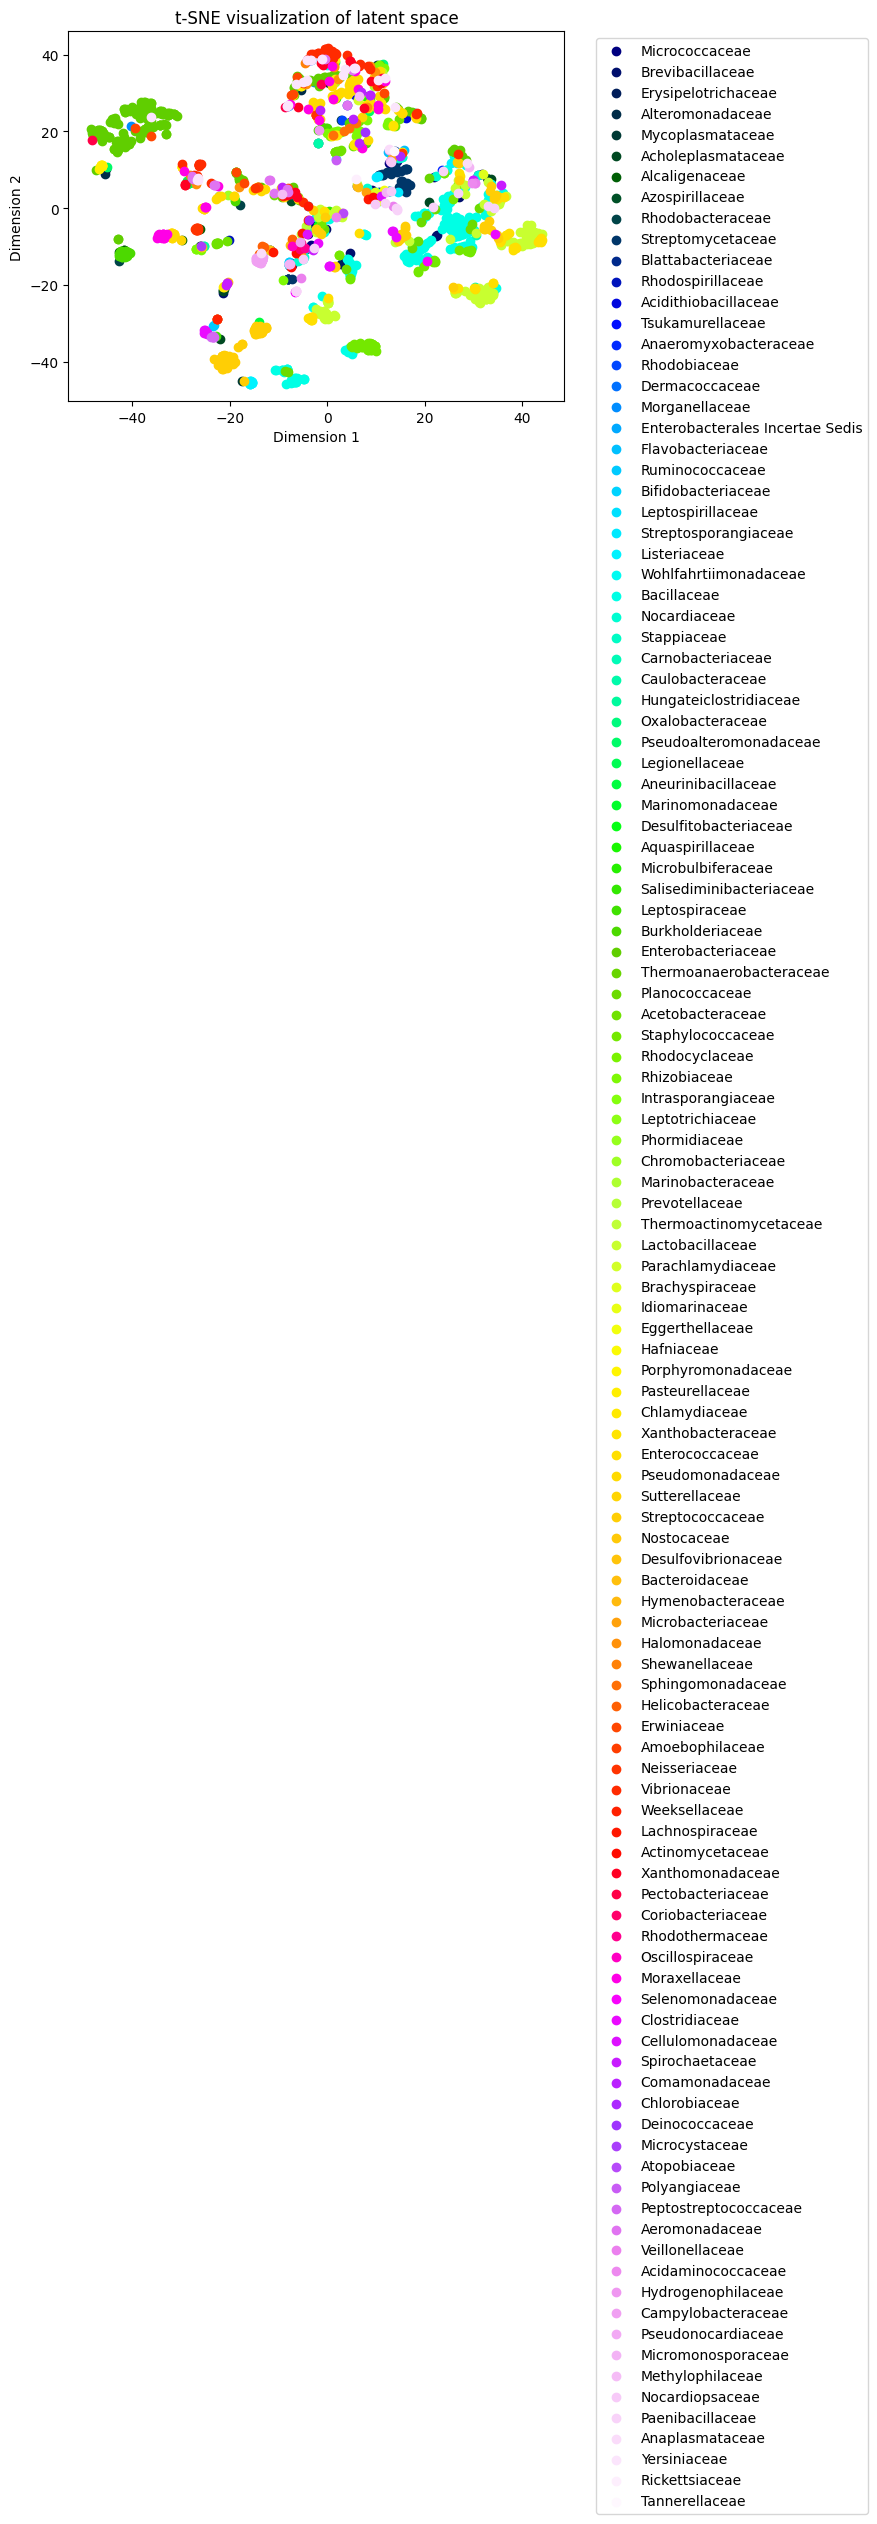 t-SNE visualization of latent space
40
20
0
−20
−40
Dimension 2
−40
−20
0
20
40
Dimension 1
Micrococcaceae
Brevibacillaceae
Erysipelotrichaceae
Alteromonadaceae
Mycoplasmataceae
Acholeplasmataceae
Alcaligenaceae
Azospirillaceae
Rhodobacteraceae
Streptomycetaceae
Blattabacteriaceae
Rhodospirillaceae
Acidithiobacillaceae
Tsukamurellaceae
Anaeromyxobacteraceae
Rhodobiaceae
Dermacoccaceae
Morganellaceae
Enterobacterales Incertae Sedis
Flavobacteriaceae
Ruminococcaceae
Bifidobacteriaceae
Leptospirillaceae
Streptosporangiaceae
Listeriaceae
Wohlfahrtiimonadaceae
Bacillaceae
Nocardiaceae
Stappiaceae
Carnobacteriaceae
Caulobacteraceae
Hungateiclostridiaceae
Oxalobacteraceae
Pseudoalteromonadaceae
Legionellaceae
Aneurinibacillaceae
Marinomonadaceae
Desulfitobacteriaceae
Aquaspirillaceae
Microbulbiferaceae
Salisediminibacteriaceae
Leptospiraceae
Burkholderiaceae
Enterobacteriaceae
Thermoanaerobacteraceae
Planococcaceae
Acetobacteraceae
Staphylococcaceae
Rhodocyclaceae
Rhizobiaceae
Intrasporangiaceae
Leptotrichiaceae
Phormidiaceae
Chromobacteriaceae
Marinobacteraceae
Prevotellaceae
Thermoactinomycetaceae
Lactobacillaceae
Parachlamydiaceae
Brachyspiraceae
Idiomarinaceae
Eggerthellaceae
Hafniaceae
Porphyromonadaceae
Pasteurellaceae
Chlamydiaceae
Xanthobacteraceae
Enterococcaceae
Pseudomonadaceae
Sutterellaceae
Streptococcaceae
Nostocaceae
Desulfovibrionaceae
Bacteroidaceae
Hymenobacteraceae
Microbacteriaceae
Halomonadaceae
Shewanellaceae
Sphingomonadaceae
Helicobacteraceae
Erwiniaceae
Amoebophilaceae
Neisseriaceae
Vibrionaceae
Weeksellaceae
Lachnospiraceae
Actinomycetaceae
Xanthomonadaceae
Pectobacteriaceae
Coriobacteriaceae
Rhodothermaceae
Oscillospiraceae
Moraxellaceae
Selenomonadaceae
Clostridiaceae
Cellulomonadaceae
Spirochaetaceae
Comamonadaceae
Chlorobiaceae
Deinococcaceae
Microcystaceae
Atopobiaceae
Polyangiaceae
Peptostreptococcaceae
Aeromonadaceae
Veillonellaceae
Acidaminococcaceae
Hydrogenophilaceae
Campylobacteraceae
Pseudonocardiaceae
Micromonosporaceae
Methylophilaceae
Nocardiopsaceae
Paenibacillaceae
Anaplasmataceae
Yersiniaceae
Rickettsiaceae
Tannerellaceae